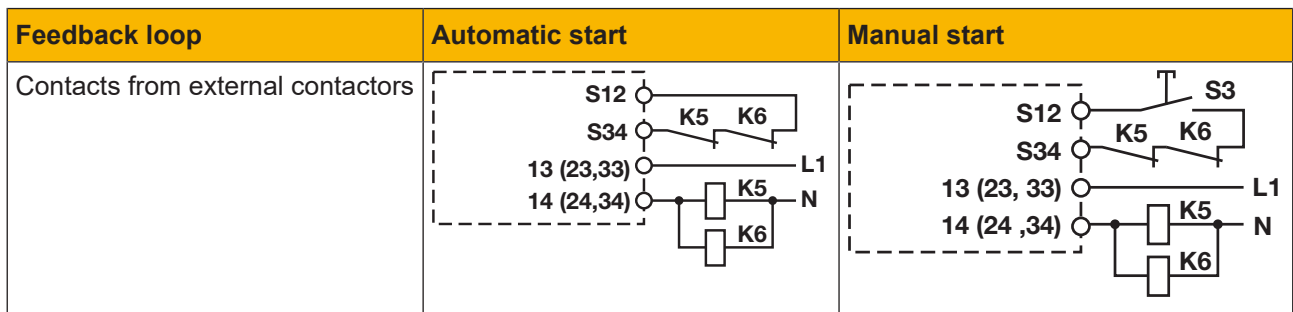 Feedback loop
Automatic start
Manual start
Contacts from external contactors
S12
K5 K6
S34
13 (23,33) L1
14 (24,34) K5 N
K6
S3
S12
K5 K6
S34
13 (23, 33) L1
14 (24 ,34) K5 N
K6